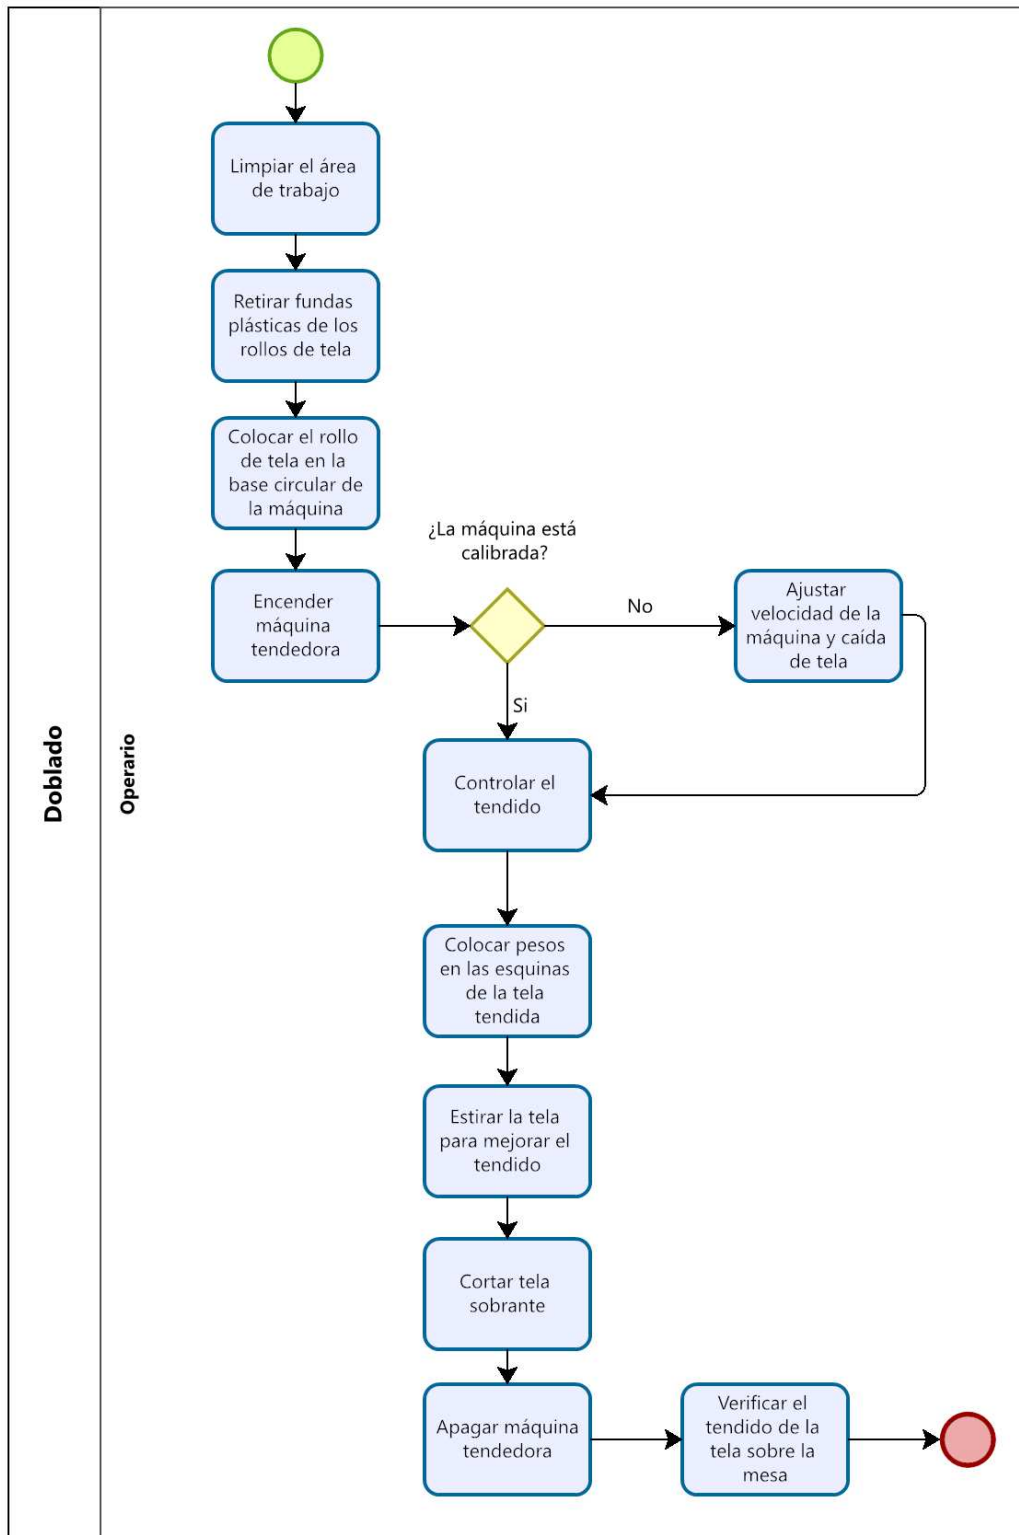 Doblado
Operario
Limpiar el área
de trabajo
Retirar fundas
plásticas de los
rollos de tela
Colocar el rollo
de tela en la
base circular de
la máquina
Encender
máquina
tendedora
¿La máquina está
calibrada?
No
Ajustar
velocidad de la
máquina y caída
de tela
Si
Controlar el
tendido
Colocar pesos
en las esquinas
de la tela
tendida
Estirar la tela
para mejorar el
tendido
Cortar tela
sobrante
Apagar máquina
tendedora
Verificar el
tendido de la
tela sobre la
mesa